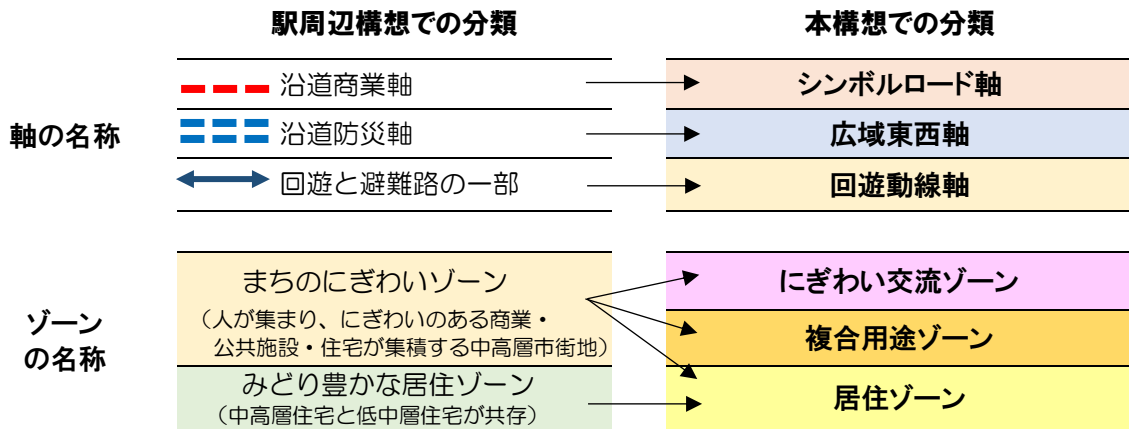 駅周辺構想での分類
本構想での分類
軸の名称
沿道商業軸
シンボルロード軸
沿道防災軸
広域東西軸
回遊と避難路の一部
回遊動線軸
ゾーン
の名称
まちのにぎわいゾーン
（人が集まり、にぎわいのある商業・
公共施設・住宅が集積する中高層市街地）
みどり豊かな居住ゾーン
（中高層住宅と低中層住宅が共存）
にぎわい交流ゾーン
複合用途ゾーン
居住ゾーン